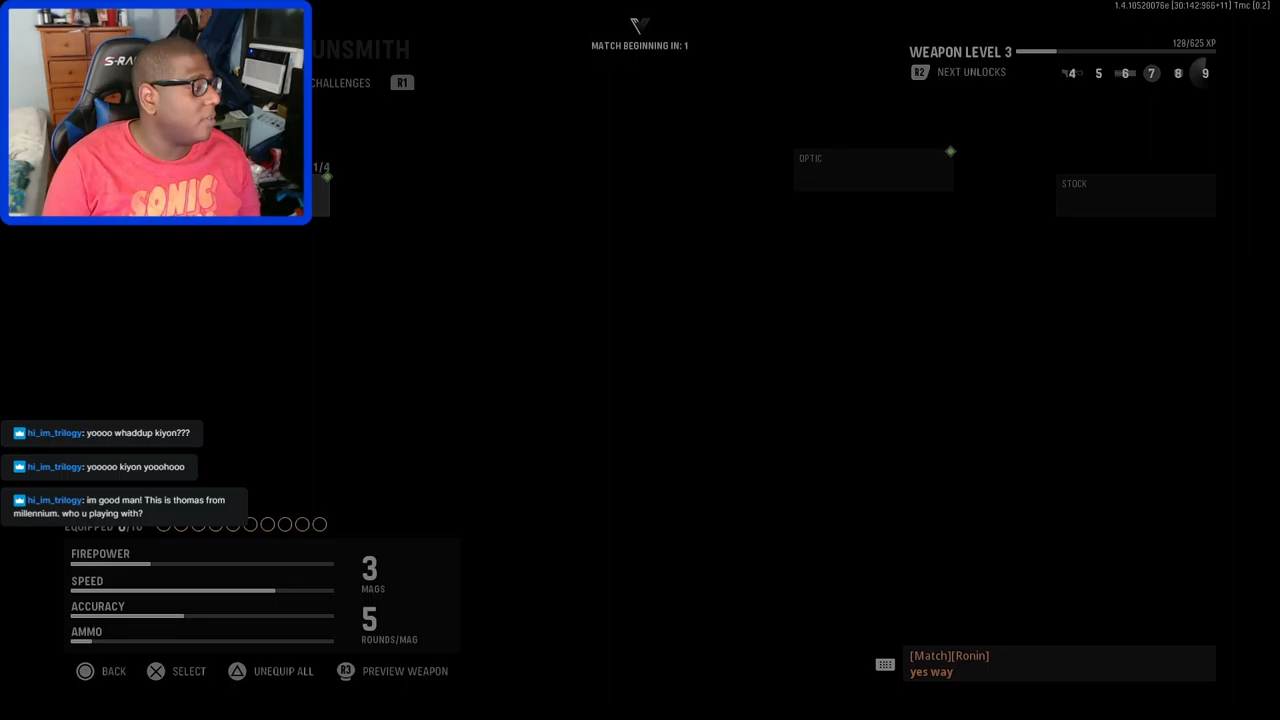 1.4.10520076e [30:142:966+11] Tmc [0.2]
UNSMITH
MATCH BEGINNING IN: 1
WEAPON LEVEL 3
128/625 XP
CHALLENGES R1
R2 NEXT UNLOCKS
4 5 6 7 8 9
S-RA
1/4
OPTIC
STOCK
SONIC
hi_im_trilogy: yoooo whaddup kiyon???
hi_im_trilogy: yooooo kiyon yooohooo
hi_im_trilogy: im good man! This is thomas from
millennium. who u playing with?
EQUIPPED
FIREPOWER
SPEED
ACCURACY
AMMO
3
MAGS
5
ROUNDS/MAG
[Match][Ronin]
yes way
BACK SELECT UNEQUIP ALL R3 PREVIEW WEAPON